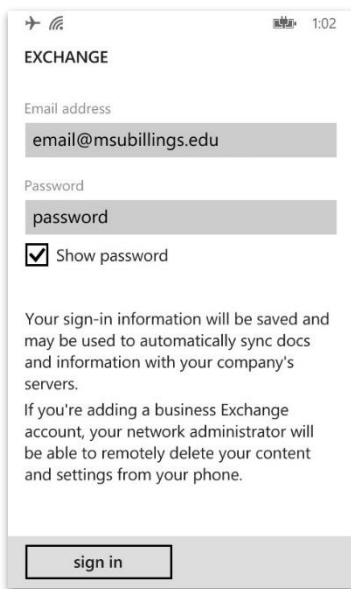 1:02
EXCHANGE
Email address
email@msubillings.edu
Password
password
Show password
Your sign-in information will be saved and
may be used to automatically sync docs
and information with your company's
servers.
If you're adding a business Exchange
account, your network administrator will
be able to remotely delete your content
and settings from your phone.
sign in